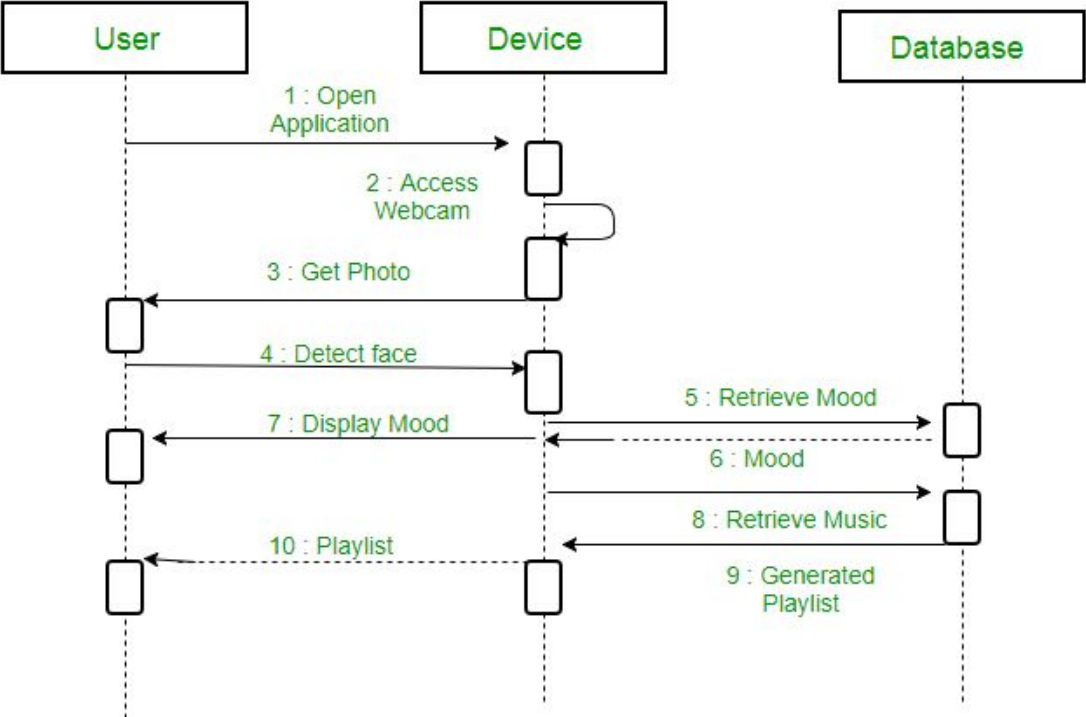 User
Device
Database
1 : Open
Application
2 : Access
Webcam
3 : Get Photo
4 : Detect face
5 : Retrieve Mood
7 : Display Mood
6 : Mood
8 : Retrieve Music
10 : Playlist
9 : Generated
Playlist